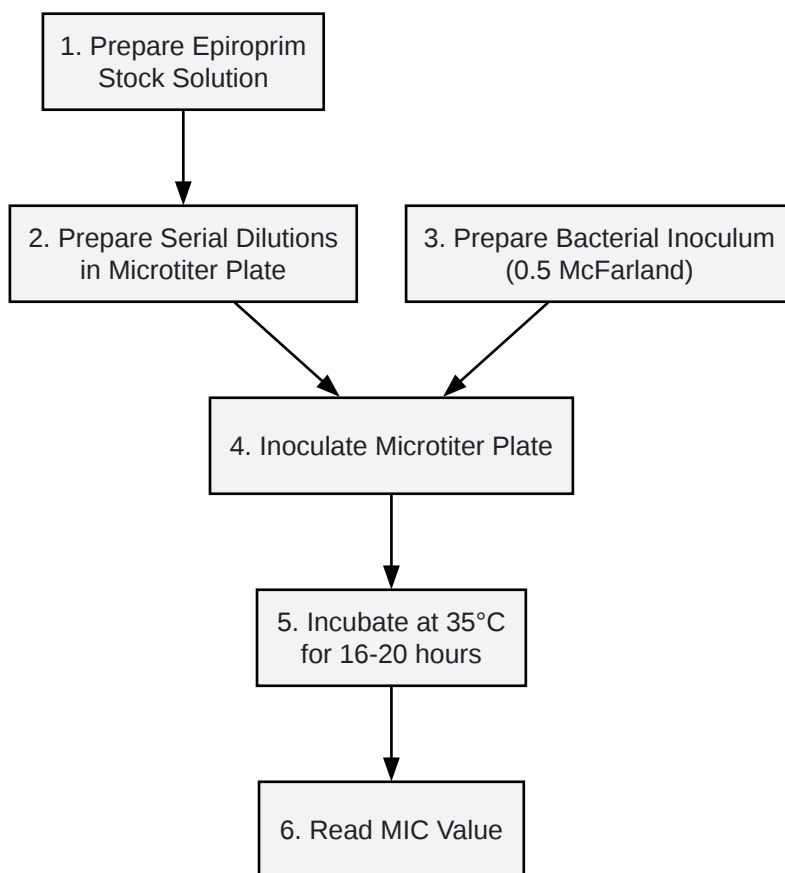 1. Prepare Epiroprim
Stock Solution
2. Prepare Serial Dilutions
in Microtiter Plate
3. Prepare Bacterial Inoculum
(0.5 McFarland)
4. Inoculate Microtiter Plate
5. Incubate at 35°C
for 16-20 hours
6. Read MIC Value